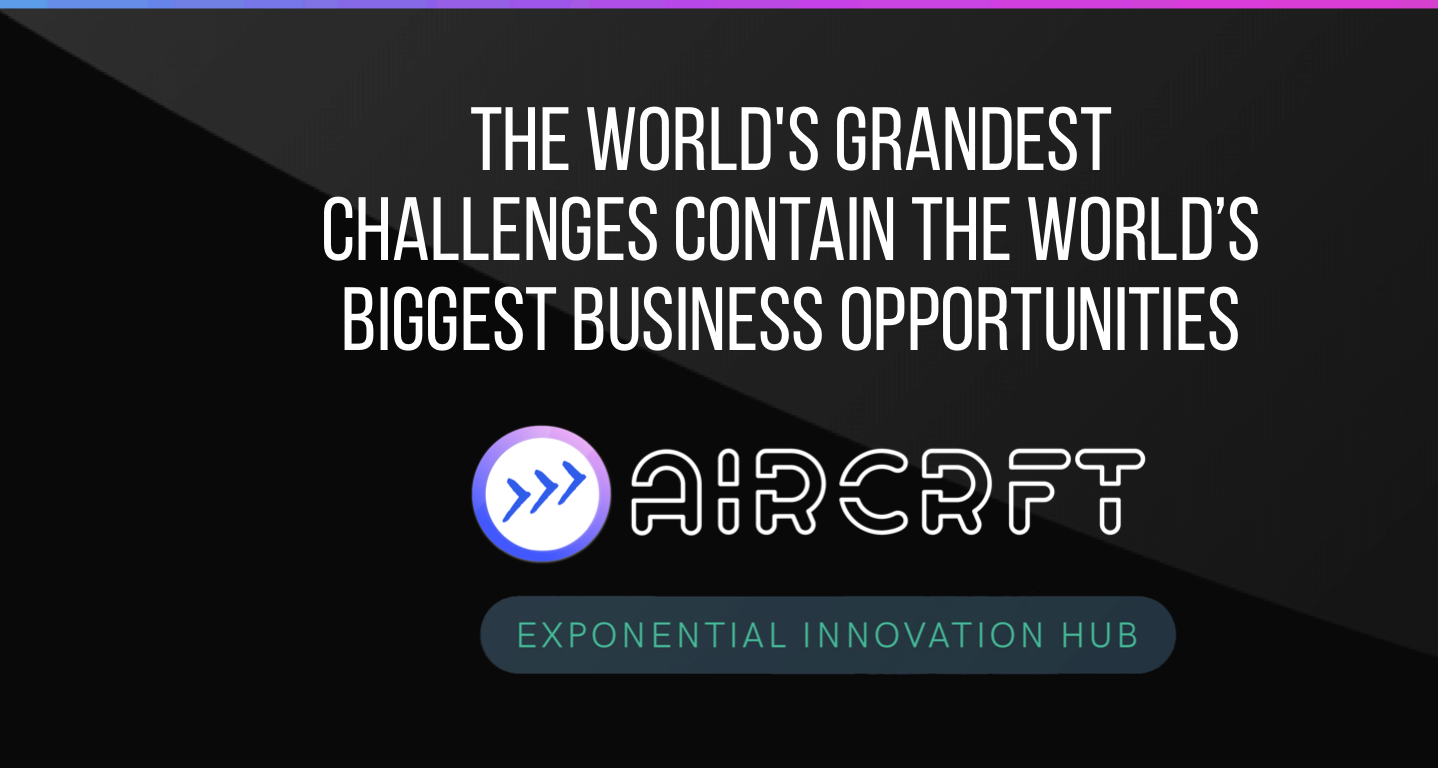 THE WORLD'S GRANDEST
CHALLENGES CONTAIN THE WORLD’S
BIGGEST BUSINESS OPPORTUNITIES
AIRCRFT
EXPONENTIAL INNOVATION HUB